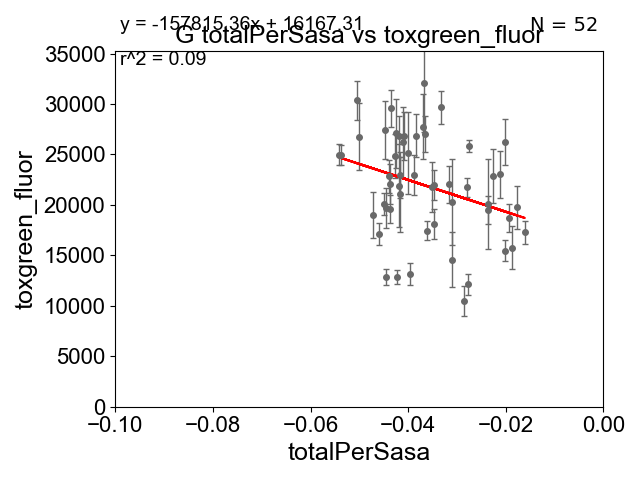 y = -157815.36x + 16167.31
N = 52
G totalPerSasa vs toxgreen_fluor
r^2 = 0.09
35000
30000
25000
20000
15000
10000
5000
0
toxgreen_fluor
−0.10 −0.08 −0.06 −0.04 −0.02 0.00
totalPerSasa